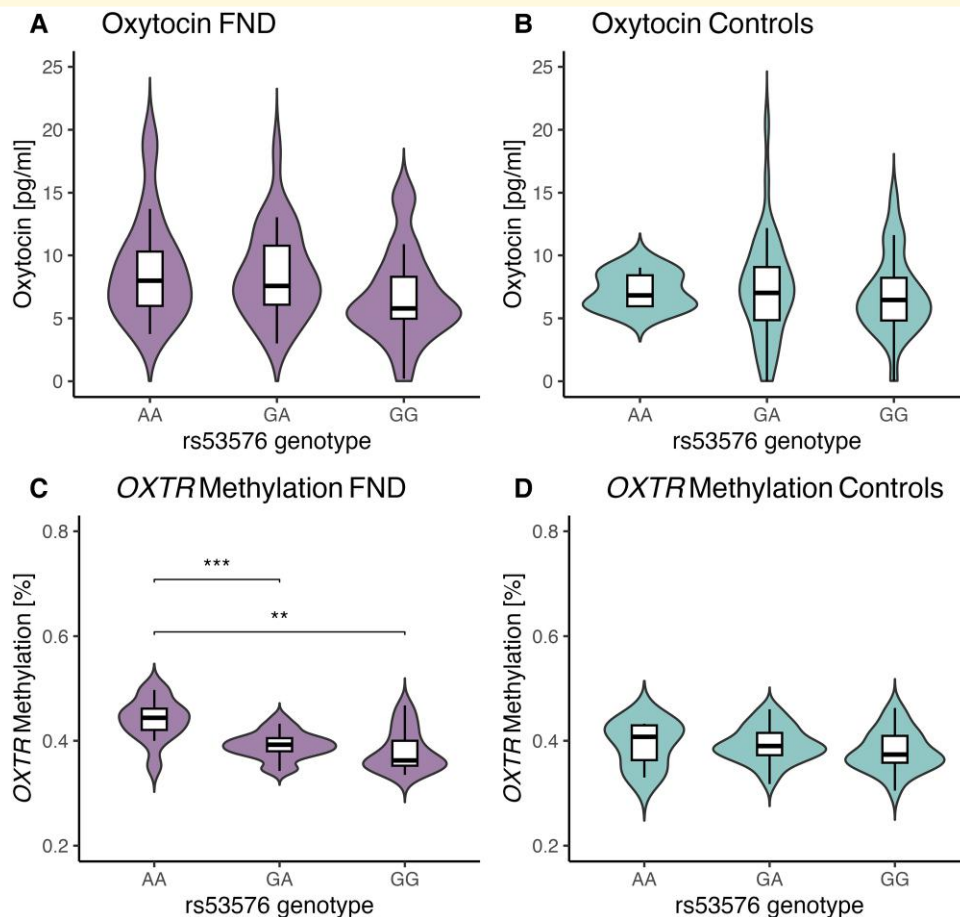 A Oxytocin FND
Oxytocin [pg/ml]
25
20
15
10
5
0
AA GA GG
rs53576 genotype
B Oxytocin Controls
Oxytocin [pg/ml]
25
20
15
10
5
0
AA GA GG
rs53576 genotype
C OXTR Methylation FND
OXTR Methylation [%]
0.8
0.6
0.4
0.2
***
**
AA GA GG
rs53576 genotype
D OXTR Methylation Controls
OXTR Methylation [%]
0.8
0.6
0.4
0.2
AA GA GG
rs53576 genotype